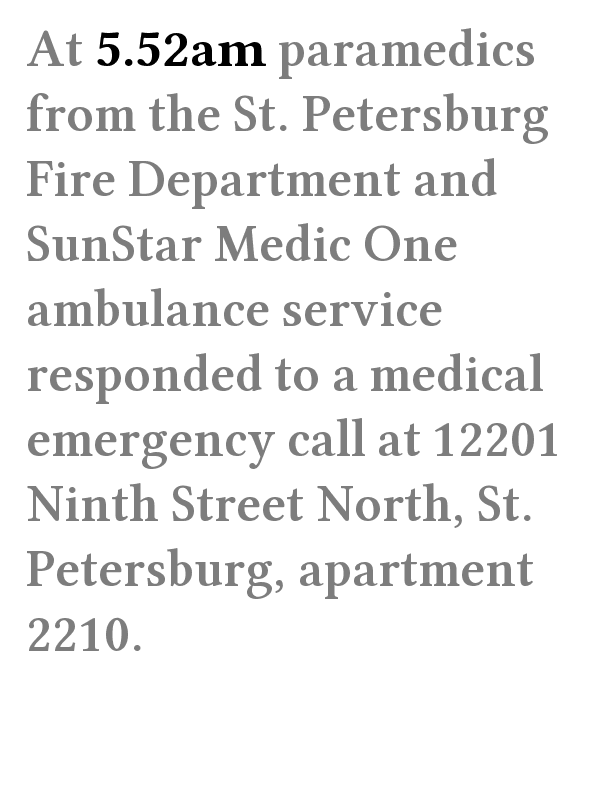 At 5.52am paramedics
from the St. Petersburg
Fire Department and
SunStar Medic One
ambulance service
responded to a medical
emergency call at 12201
Ninth Street North, St.
Petersburg, apartment
2210.